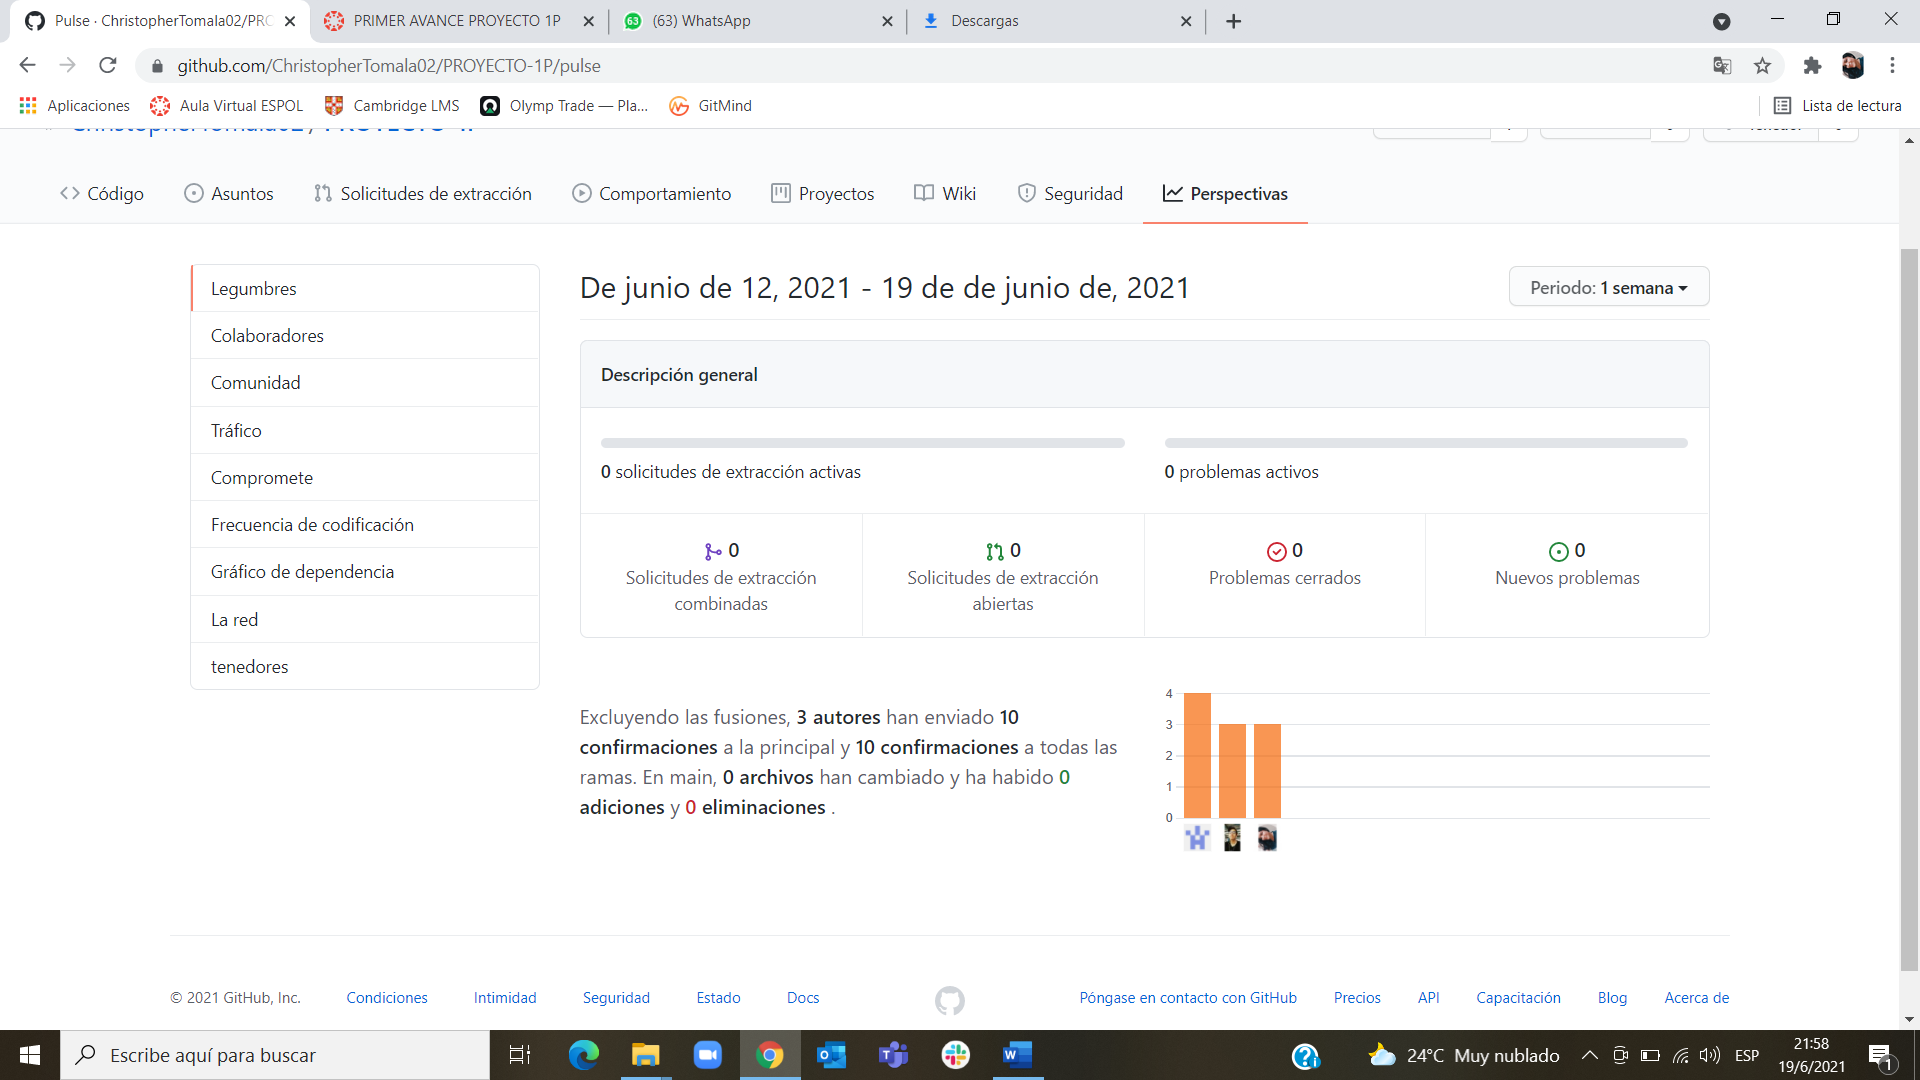 Pulse · ChristopherTomala02/PRO
PRIMER AVANCE PROYECTO 1P
(63) WhatsApp
Descargas
github.com/ChristopherTomala02/PROYECTO-1P/pulse
Aplicaciones
Aula Virtual ESPOL
Cambridge LMS
Olymp Trade — Pla...
GitMind
Lista de lectura
Código
Asuntos
Solicitudes de extracción
Comportamiento
Proyectos
Wiki
Seguridad
Perspectivas
Legumbres
Colaboradores
Comunidad
Tráfico
Compromete
Frecuencia de codificación
Gráfico de dependencia
La red
tenedores
De junio de 12, 2021 - 19 de de junio de, 2021
Periodo: 1 semana
Descripción general
0 solicitudes de extracción activas
0 problemas activos
0
Solicitudes de extracción
combinadas
0
Solicitudes de extracción
abiertas
0
Problemas cerrados
0
Nuevos problemas
Excluyendo las fusiones, 3 autores han enviado 10
confirmaciones a la principal y 10 confirmaciones a todas las
ramas. En main, 0 archivos han cambiado y ha habido 0
adiciones y 0 eliminaciones .
4
3
2
1
0
© 2021 GitHub, Inc.
Condiciones
Intimidad
Seguridad
Estado
Docs
Póngase en contacto con GitHub
Precios
API
Capacitación
Blog
Acerca de
Escribe aquí para buscar
24°C Muy nublado
ESP
21:58
19/6/2021
1